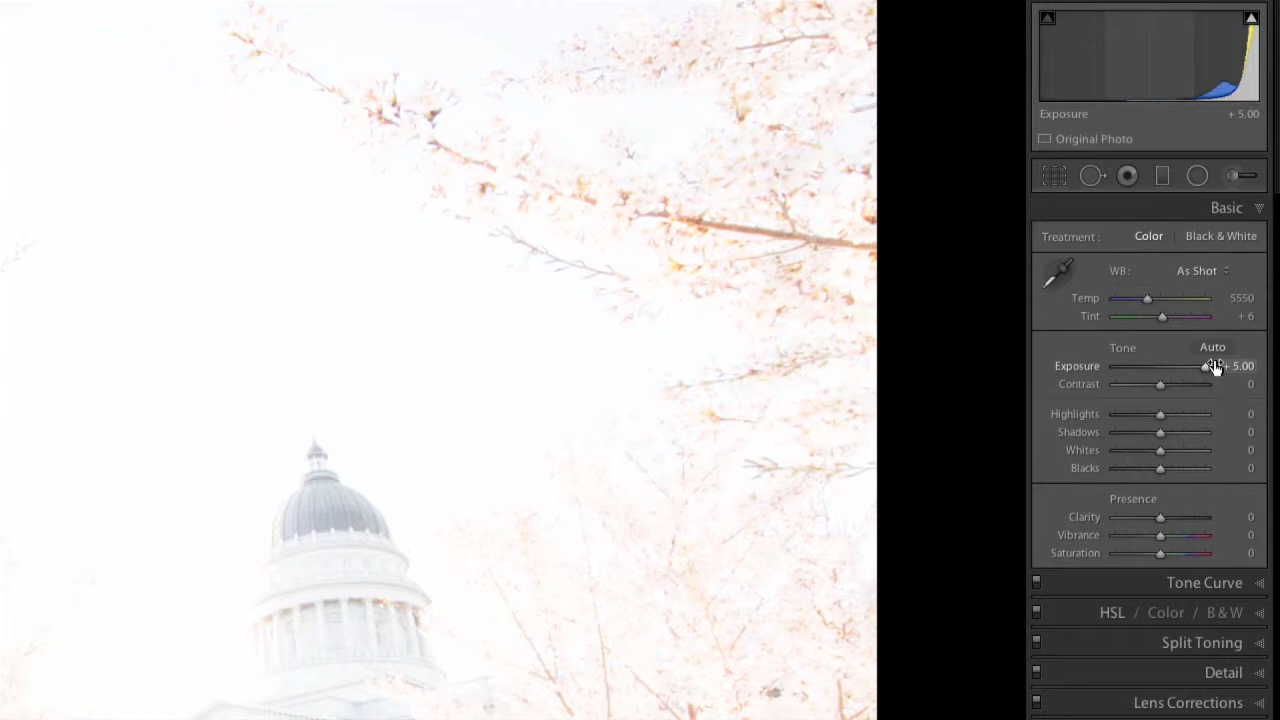 Exposure + 5.00
Original Photo
Basic
Treatment : Color Black & White
WB : As Shot
Temp 5550
Tint + 6
Tone Auto
Exposure + 5.00
Contrast 0
Highlights 0
Shadows 0
Whites 0
Blacks 0
Presence
Clarity 0
Vibrance 0
Saturation 0
Tone Curve
HSL / Color / B & W
Split Toning
Detail
Lens Corrections